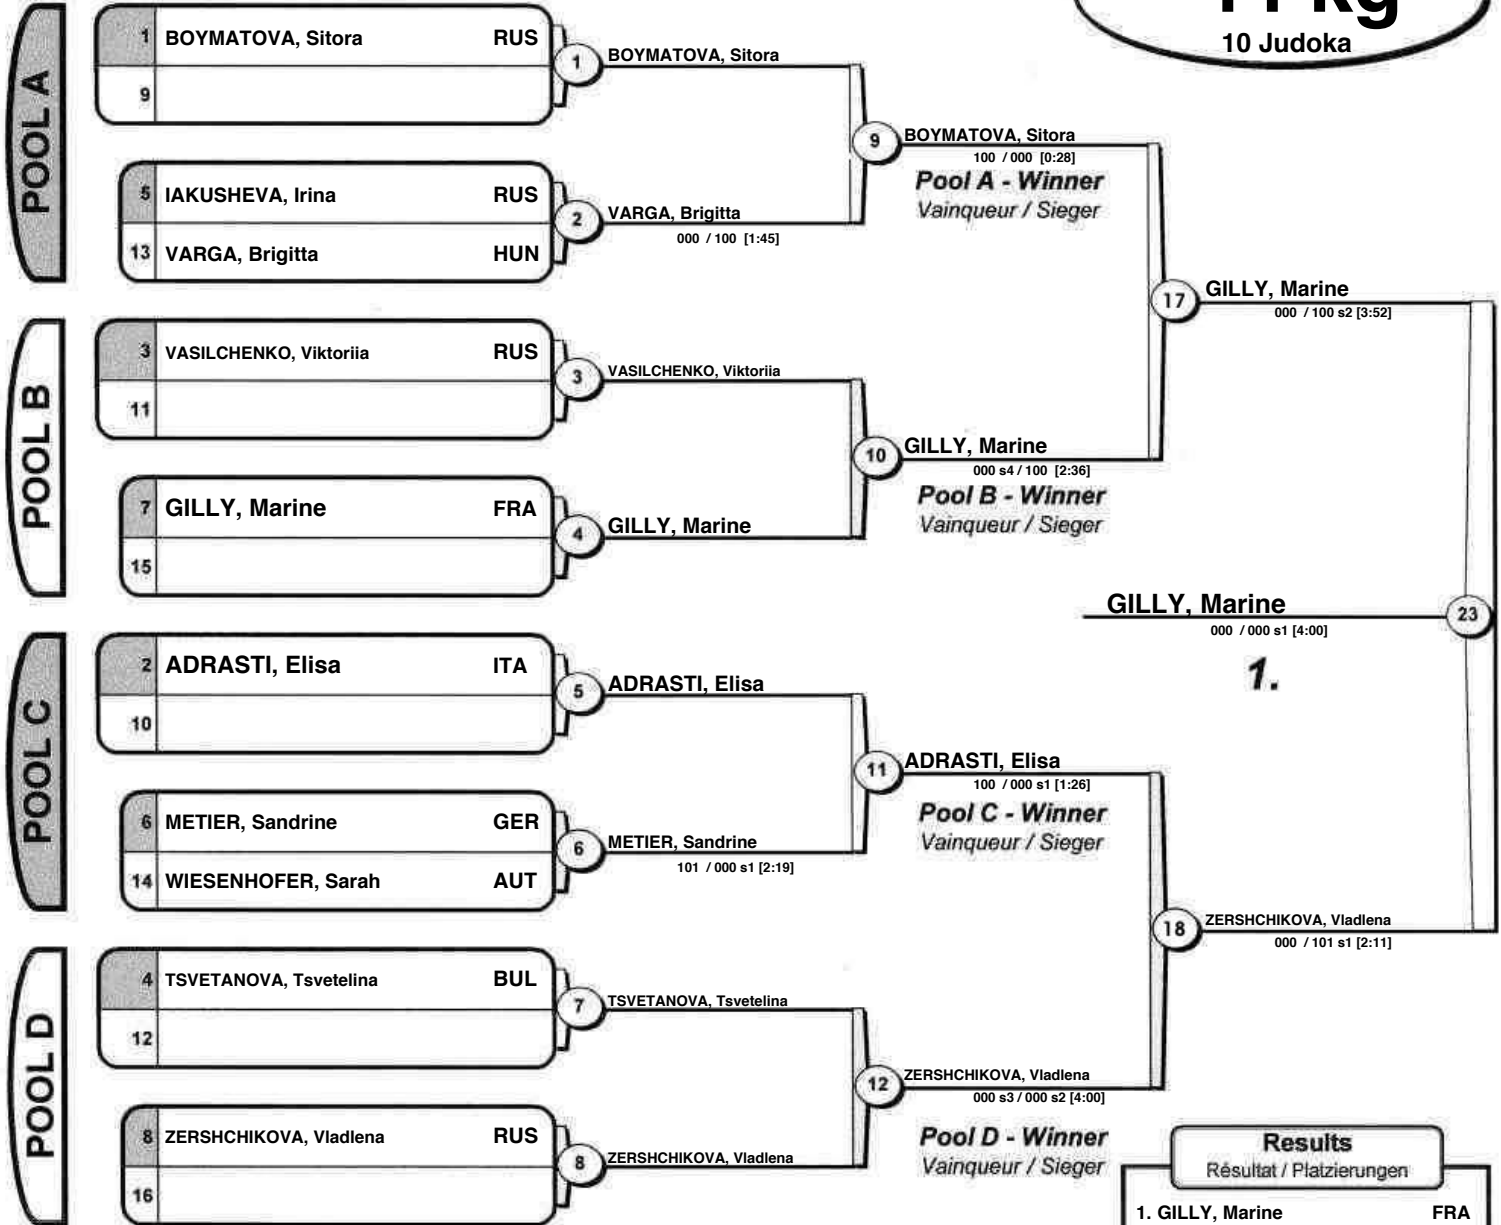 10 Judoka
POOL A
1 BOYMATOVA, Sitora RUS
9
1
BOYMATOVA, Sitora
5 IAKUSHEVA, Irina RUS
13 VARGA, Brigitta HUN
2
VARGA, Brigitta
000 / 100 [1:45]
9
BOYMATOVA, Sitora
100 / 000 [0:28]
Pool A - Winner
Vainqueur / Sieger
POOL B
3 VASILCHENKO, Viktoriia RUS
11
3
VASILCHENKO, Viktoriia
7 GILLY, Marine FRA
15
4
GILLY, Marine
10
GILLY, Marine
000 s4 / 100 [2:36]
Pool B - Winner
Vainqueur / Sieger
17
GILLY, Marine
000 / 100 s2 [3:52]
POOL C
2 ADRASTI, Elisa ITA
10
5
ADRASTI, Elisa
6 METIER, Sandrine GER
14 WIESENHOFER, Sarah AUT
6
METIER, Sandrine
101 / 000 s1 [2:19]
11
ADRASTI, Elisa
100 / 000 s1 [1:26]
Pool C - Winner
Vainqueur / Sieger
POOL D
4 TSVETANOVA, Tsvetelina BUL
12
7
TSVETANOVA, Tsvetelina
8 ZERSHCHIKOVA, Vladlena RUS
16
8
ZERSHCHIKOVA, Vladlena
12
ZERSHCHIKOVA, Vladlena
000 s3 / 000 s2 [4:00]
Pool D - Winner
Vainqueur / Sieger
18
ZERSHCHIKOVA, Vladlena
000 / 101 s1 [2:11]
23
GILLY, Marine
000 / 000 s1 [4:00]
1.
Results
Résultat / Platzierungen
1. GILLY, Marine FRA